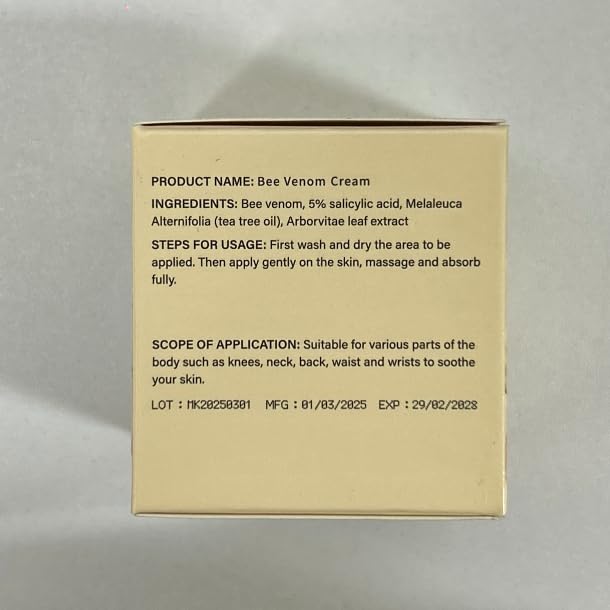 PRODUCT NAME: Bee Venom Cream
INGREDIENTS: Bee venom, 5% salicylic acid, Melaleuca
Alternifolia (tea tree oil), Arborvitae leaf extract
STEPS FOR USAGE: First wash and dry the area to be
applied. Then apply gently on the skin, massage and absorb
fully.
SCOPE OF APPLICATION: Suitable for various parts of the
body such as knees, neck, back, waist and wrists to soothe
your skin.
LOT : MK20250301 MFG : 01/03/2025 EXP : 29/02/2028